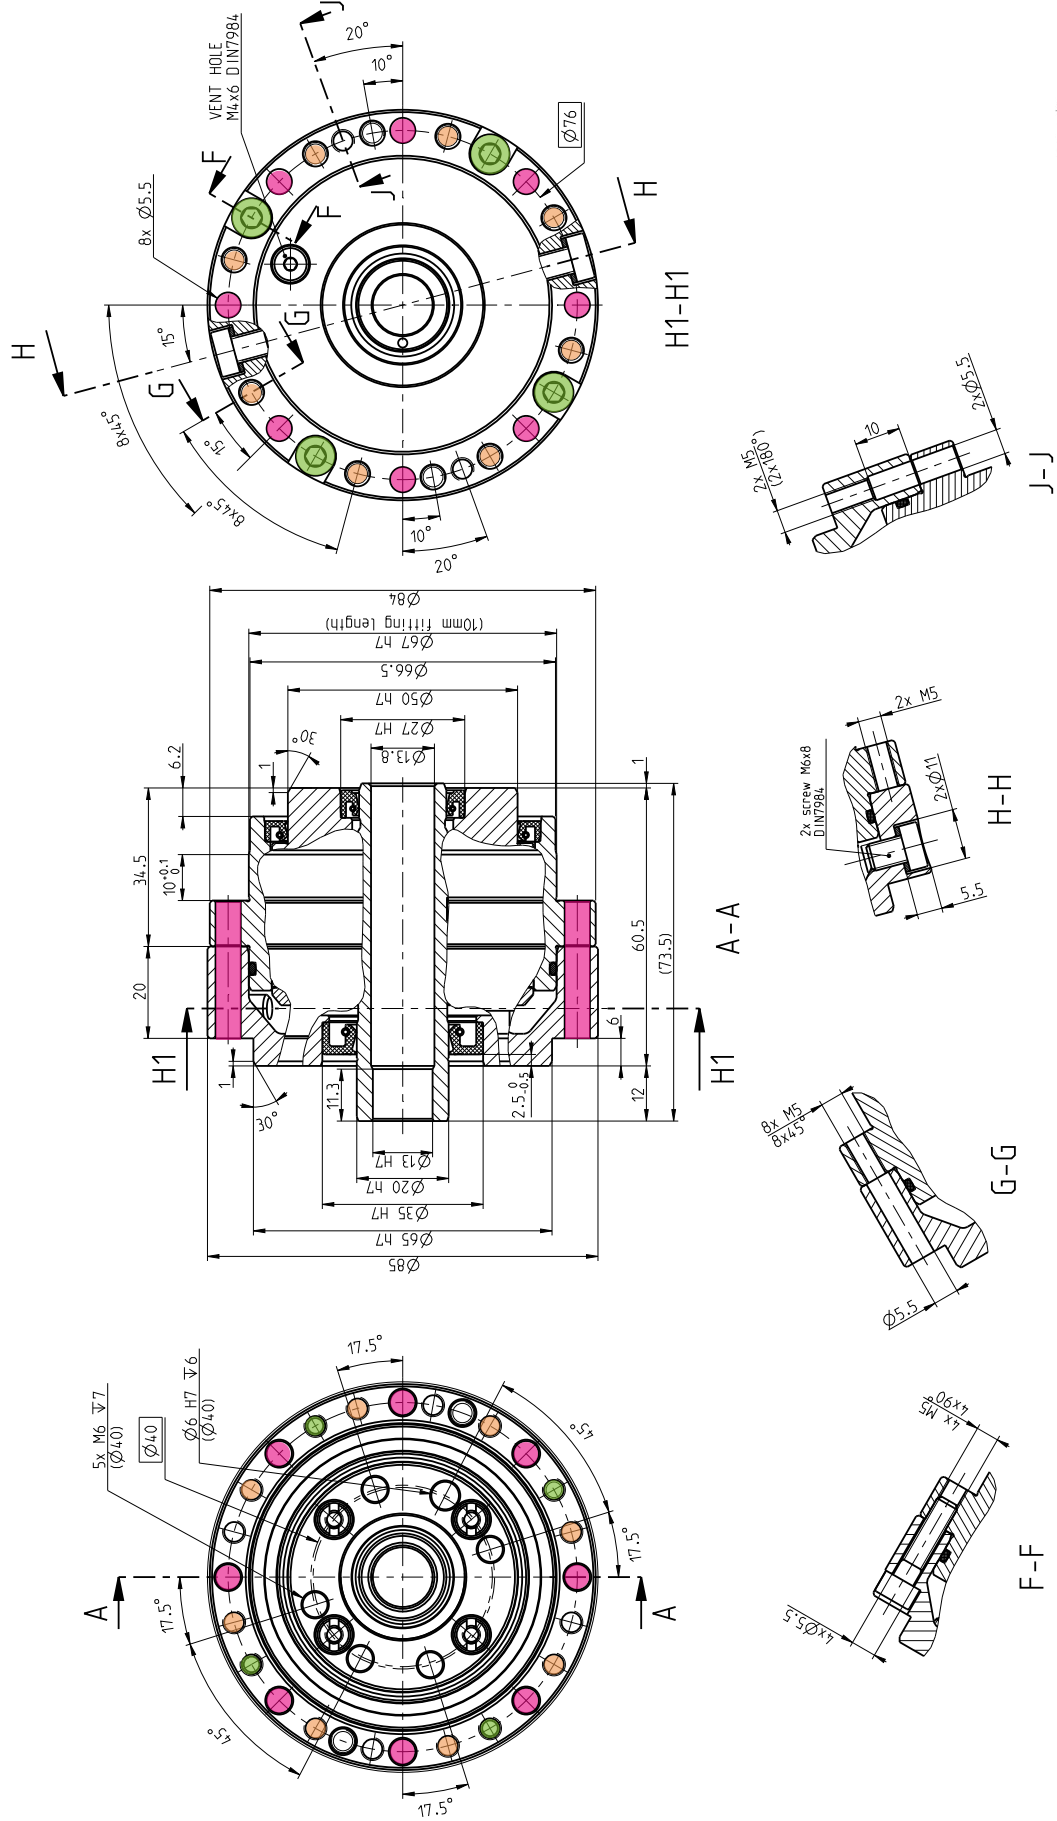 VENT HOLE
M4x6 DIN7984
J
20°
10°
F
8x Ø5.5
Ø76
J
F
H
H
15°
G
G
8x45°
15°
8x45°
10°
20°
H1-H1
2x M5
(2x180°)
10
2xØ5.5
J-J
Ø84
(10mm fitting length)
Ø67 h7
Ø66.5
Ø50 h7
Ø27 H7
Ø13.8
30°
1
6.2
1
34.5
10 +0.1 0
20
60.5
(73.5)
6
H1
H1
1
30°
11.3
2.5 0 -0.5
12
Ø13 H7
Ø20 h7
Ø35 H7
Ø65 h7
Ø85
A-A
2x M5
2x screw M6x8
DIN7984
2xØ11
5.5
H-H
8x M5
8x45°
Ø5.5
G-G
5x M6 ↧7
(Ø40)
Ø40
Ø6 H7 ↧6
(Ø40)
17.5°
45°
17.5°
A
A
17.5°
45°
17.5°
4x M5
4x90°
4xØ5.5
F-F